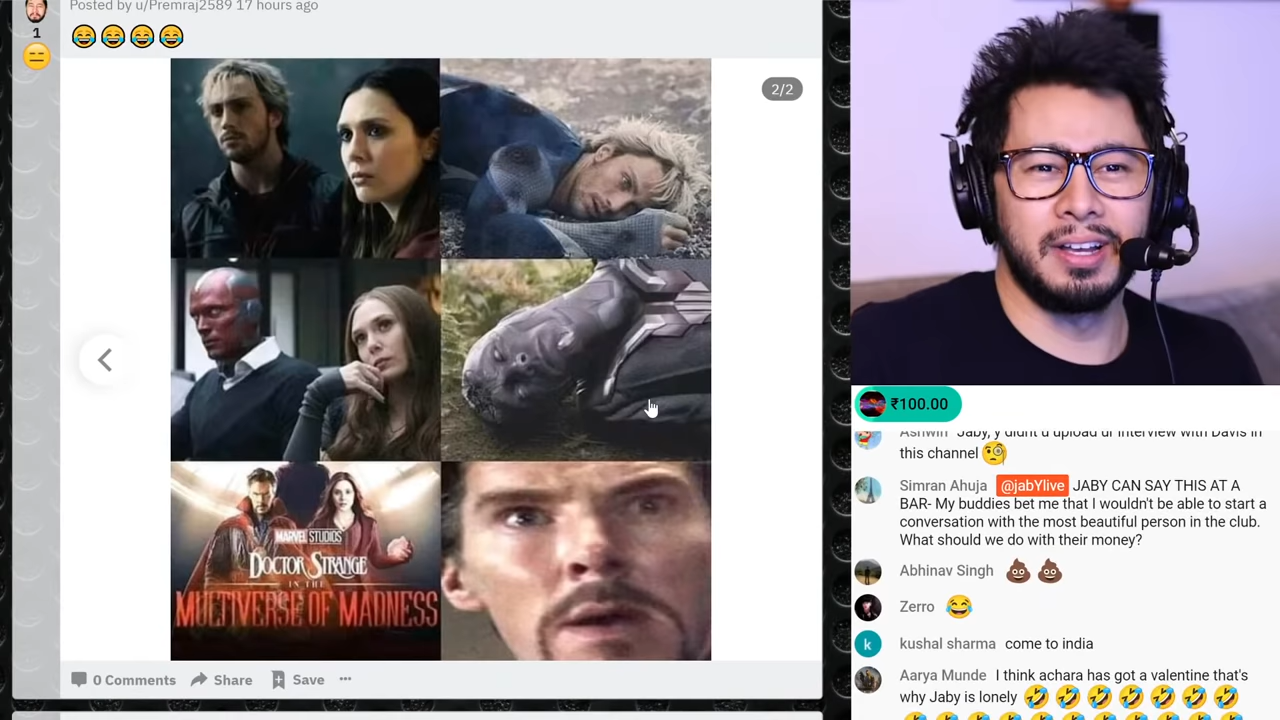 Posted by u/Premraj2589 17 hours ago
1
😂😂😂😂
2/2
MARVEL STUDIOS
DOCTOR STRANGE
IN THE
MULTIVERSE OF MADNESS
0 Comments Share Save ...
₹100.00
Ashwin Jaby, y didnt u upload ur interview with Davis in
this channel 🧐
Simran Ahuja @jabYlive JABY CAN SAY THIS AT A
BAR- My buddies bet me that I wouldn't be able to start a
conversation with the most beautiful person in the club.
What should we do with their money?
Abhinav Singh 💩💩
Zerro 😂
k
kushal sharma come to india
Aarya Munde I think achara has got a valentine that's
why Jaby is lonely 🤣🤣🤣🤣🤣🤣🤣